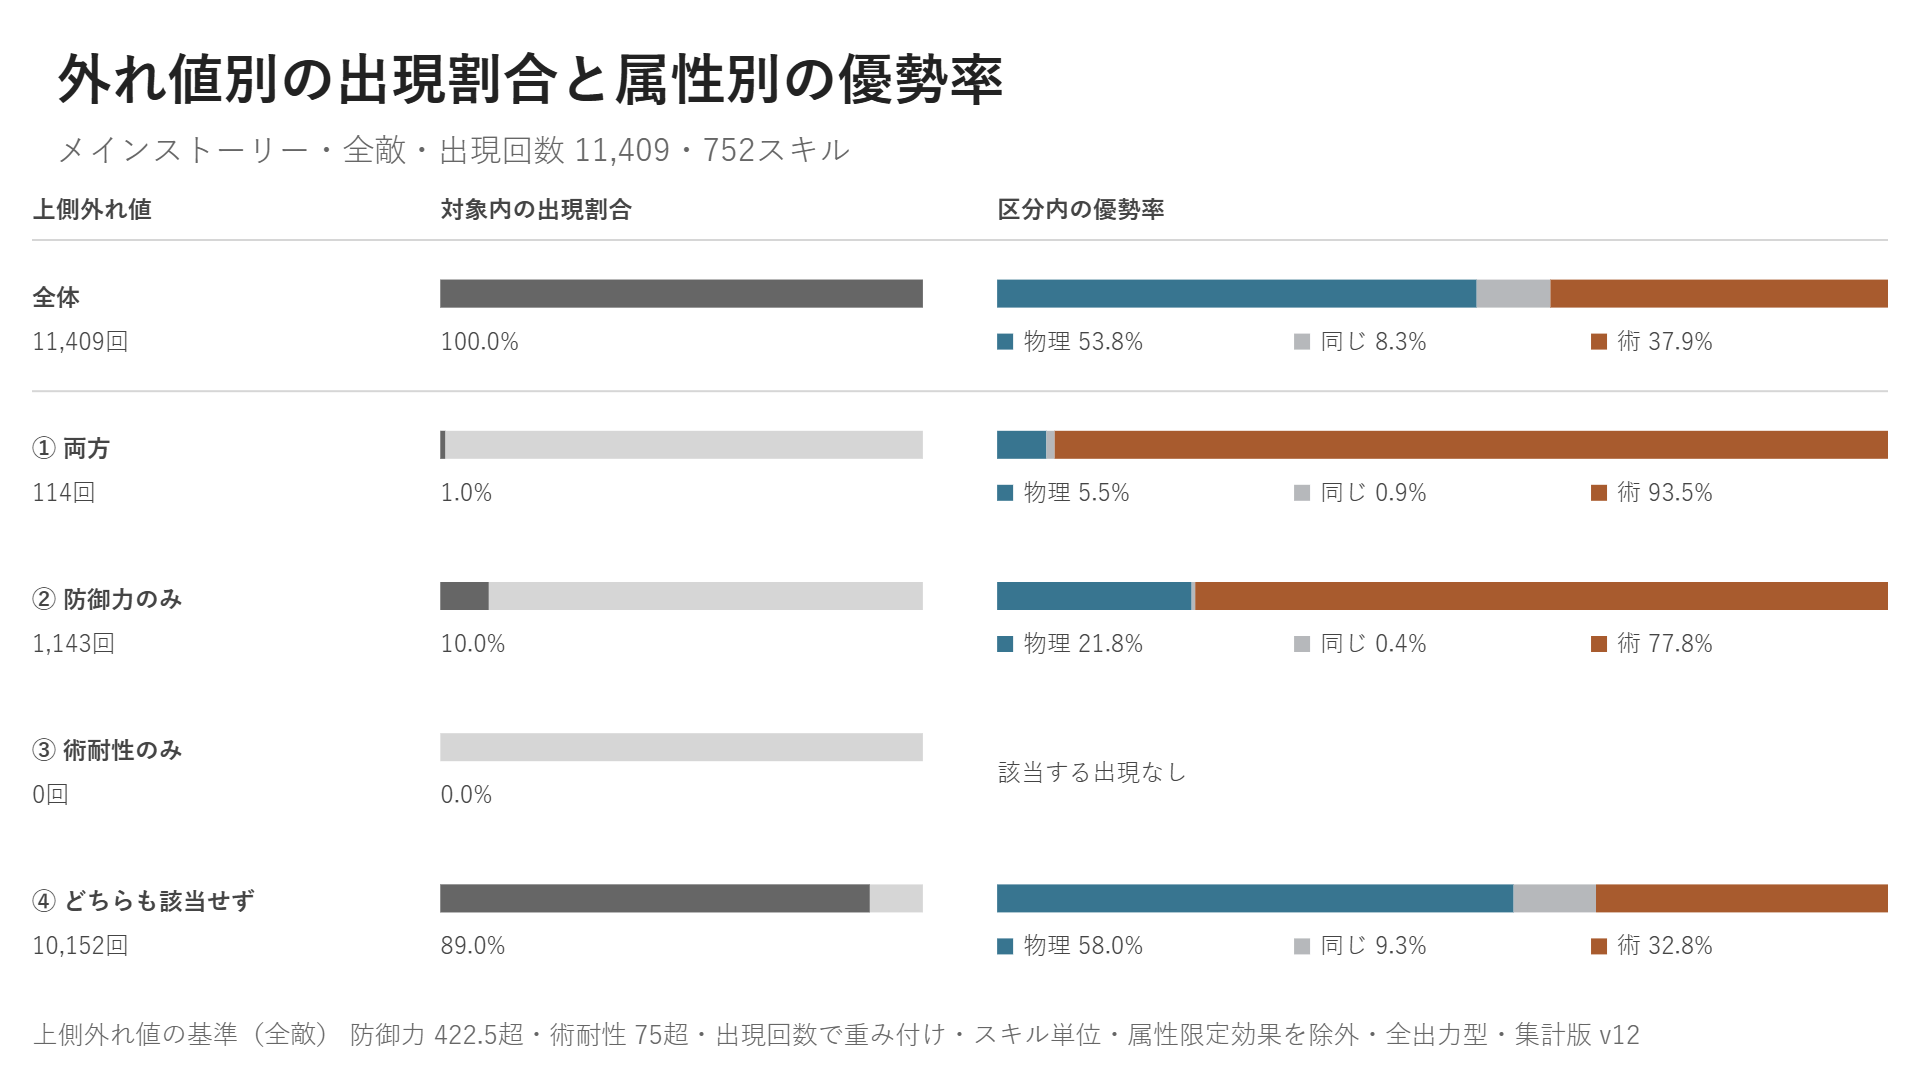 外れ値別の出現割合と属性別の優勢率
メインストーリー・全敵・出現回数 11,409・752スキル
上側外れ値 対象内の出現割合 区分内の優勢率
全体
11,409回 100.0% 物理 53.8% 同じ 8.3% 術 37.9%
① 両方
114回 1.0% 物理 5.5% 同じ 0.9% 術 93.5%
② 防御力のみ
1,143回 10.0% 物理 21.8% 同じ 0.4% 術 77.8%
③ 術耐性のみ
該当する出現なし
0回 0.0%
④ どちらも該当せず
10,152回 89.0% 物理 58.0% 同じ 9.3% 術 32.8%
上側外れ値の基準（全敵） 防御力 422.5超・術耐性 75超・出現回数で重み付け・スキル単位・属性限定効果を除外・全出力型・集計版 v12